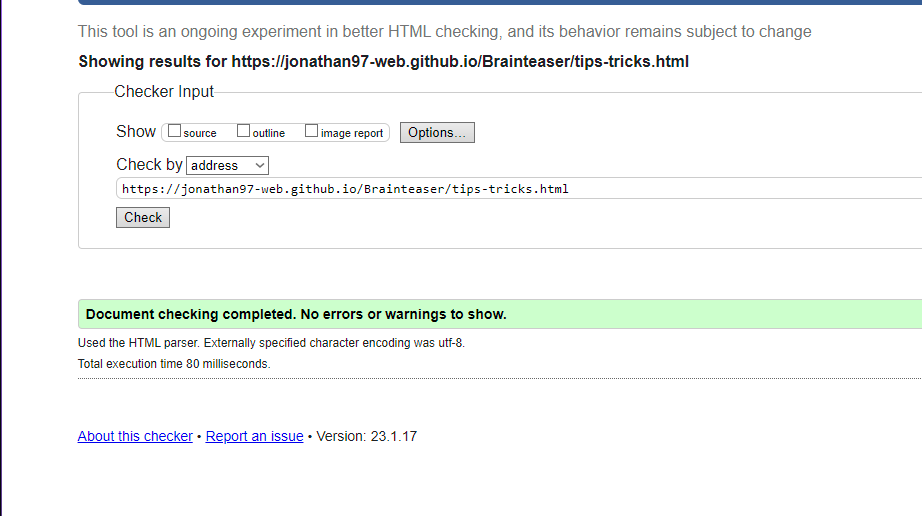 This tool is an ongoing experiment in better HTML checking, and its behavior remains subject to change
Showing results for https://jonathan97-web.github.io/Brainteaser/tips-tricks.html
Checker Input
Show source outline image report Options...
Check by address
https://jonathan97-web.github.io/Brainteaser/tips-tricks.html
Check
Document checking completed. No errors or warnings to show.
Used the HTML parser. Externally specified character encoding was utf-8.
Total execution time 80 milliseconds.
About this checker • Report an issue • Version: 23.1.17